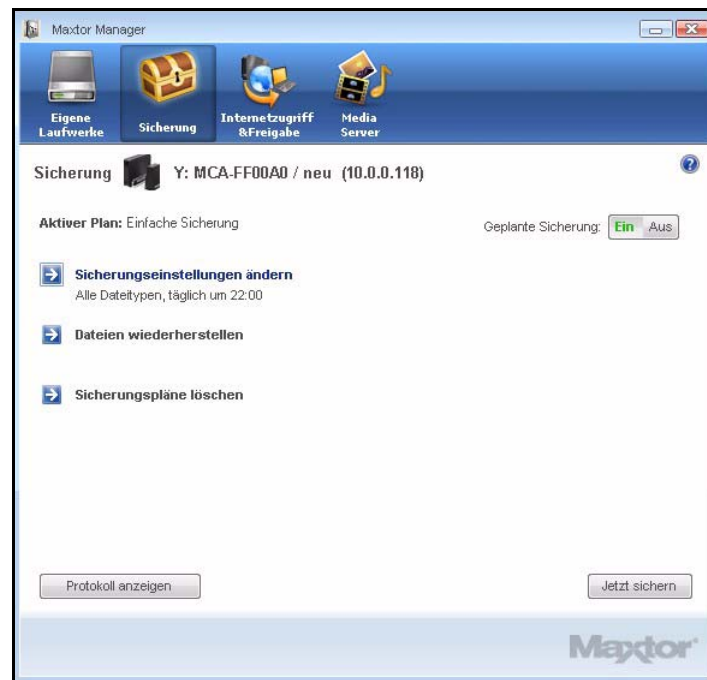 Maxtor Manager
Eigene
Laufwerke
Sicherung
Internetzugriff
&Freigabe
Media
Server
Sicherung Y: MCA-FF00A0 / neu (10.0.0.118)
?
Aktiver Plan: Einfache Sicherung
Geplante Sicherung: Ein Aus
Sicherungseinstellungen ändern
Alle Dateitypen, täglich um 22:00
Dateien wiederherstellen
Sicherungspläne löschen
Protokoll anzeigen
Jetzt sichern
Maxtor